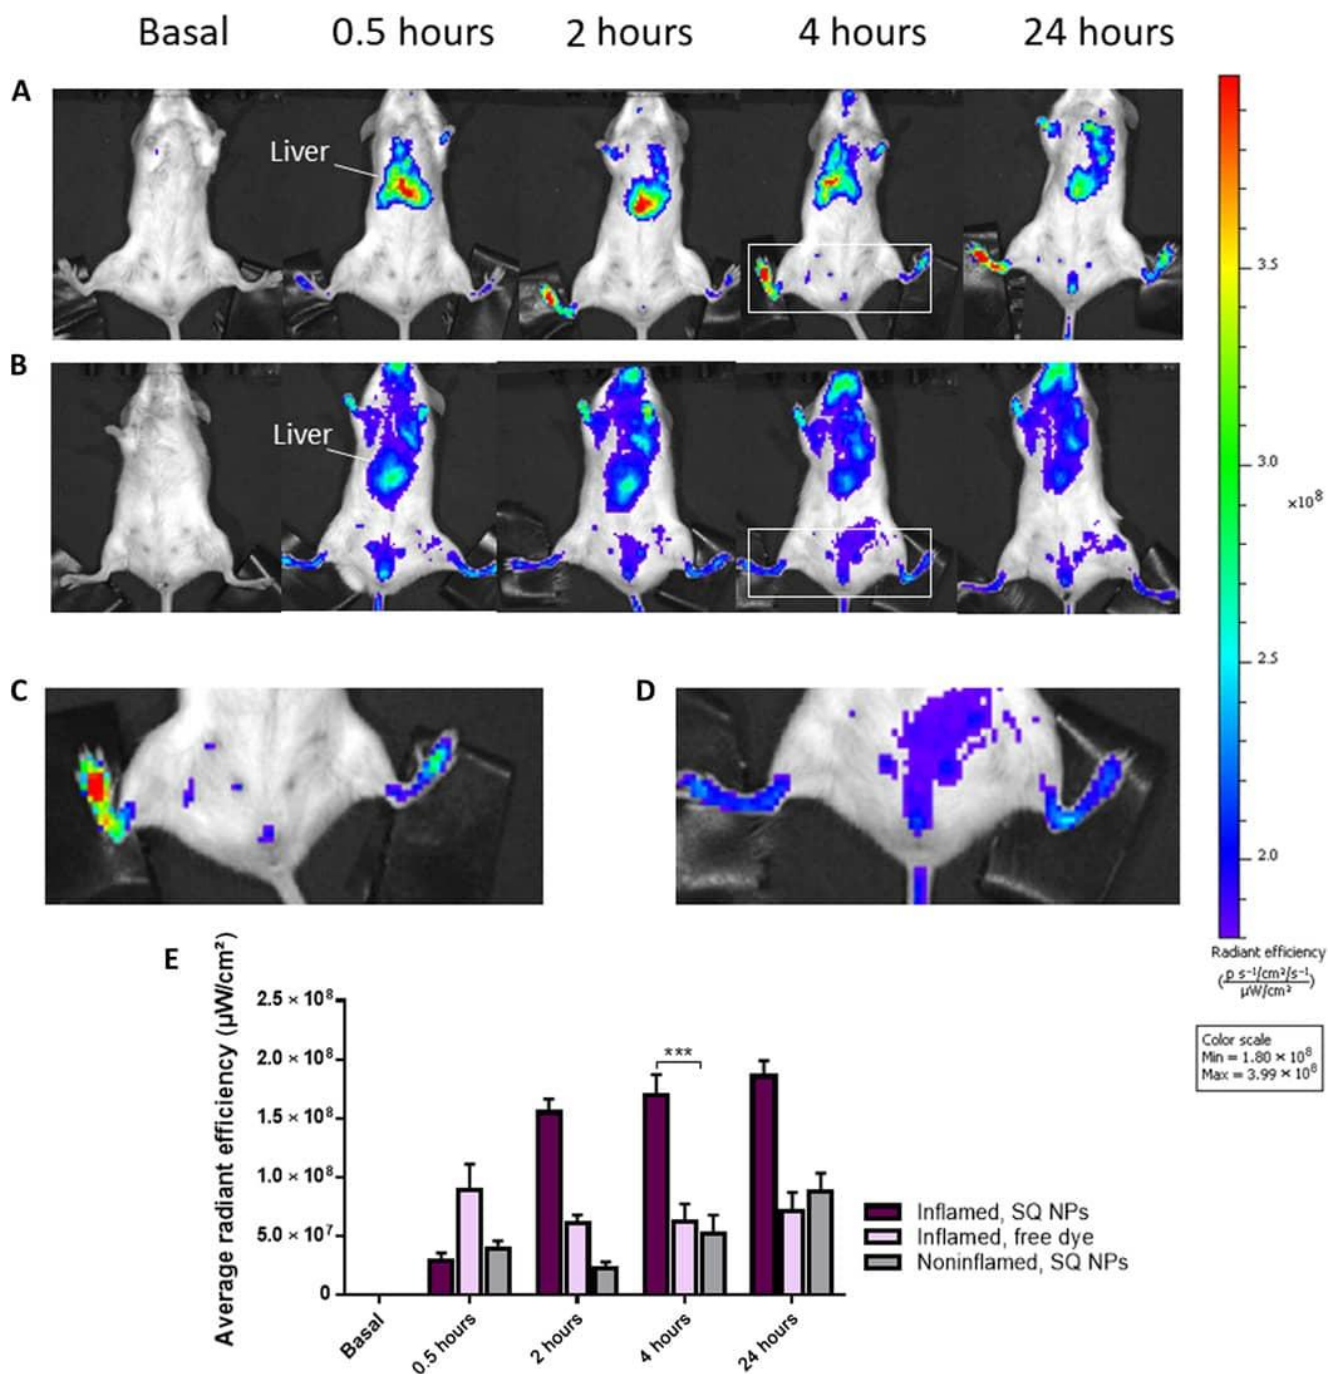 Basal 0.5 hours 2 hours 4 hours 24 hours
A
Liver
B
Liver
3.5
3.0
×10⁸
2.5
2.0
C
D
Radiant efficiency
(p s⁻¹/cm²/s⁻¹
μW/cm²)
Color scale
Min = 1.80 × 10⁸
Max = 3.99 × 10⁸
E
Average radiant efficiency (μW/cm²)
2.5 × 10⁸
2.0 × 10⁸
1.5 × 10⁸
1.0 × 10⁸
5.0 × 10⁷
0
***
Basal
0.5 hours
2 hours
4 hours
24 hours
Inflamed, SQ NPs
Inflamed, free dye
Noninflamed, SQ NPs